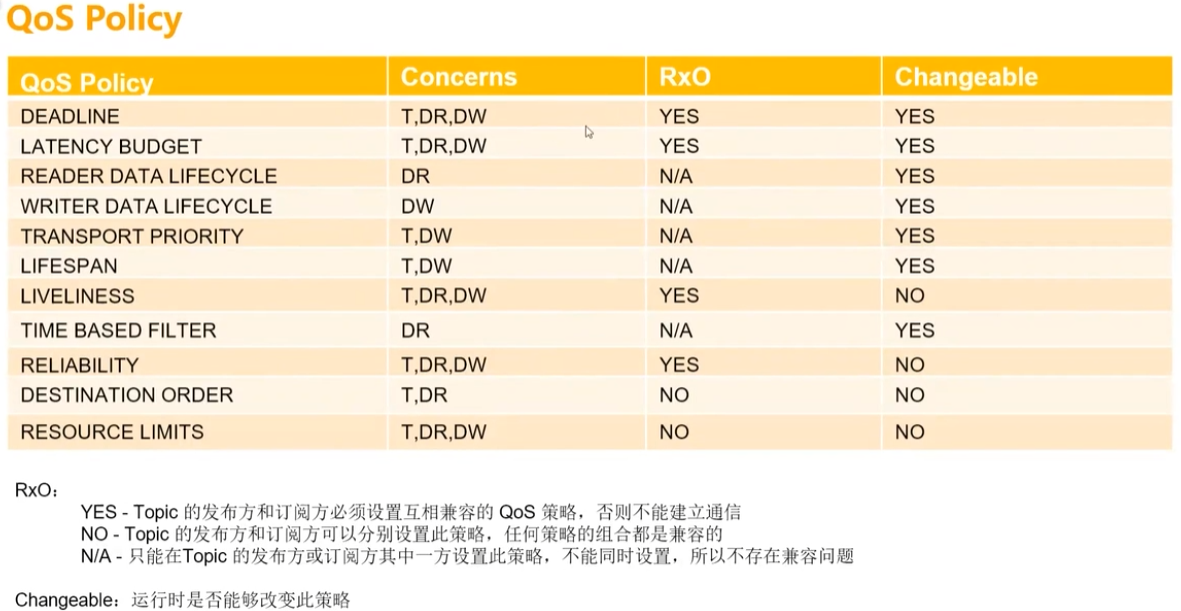 QoS Policy
QoS Policy Concerns RxO Changeable
DEADLINE T,DR,DW YES YES
LATENCY BUDGET T,DR,DW YES YES
READER DATA LIFECYCLE DR N/A YES
WRITER DATA LIFECYCLE DW N/A YES
TRANSPORT PRIORITY T,DW N/A YES
LIFESPAN T,DW N/A YES
LIVELINESS T,DR,DW YES NO
TIME BASED FILTER DR N/A YES
RELIABILITY T,DR,DW YES NO
DESTINATION ORDER T,DR NO NO
RESOURCE LIMITS T,DR,DW NO NO
RxO：
YES - Topic 的发布方和订阅方必须设置互相兼容的 QoS 策略，否则不能建立通信
NO - Topic 的发布方和订阅方可以分别设置此策略，任何策略的组合都是兼容的
N/A - 只能在Topic 的发布方或订阅方其中一方设置此策略，不能同时设置，所以不存在兼容问题
Changeable：运行时是否能够改变此策略